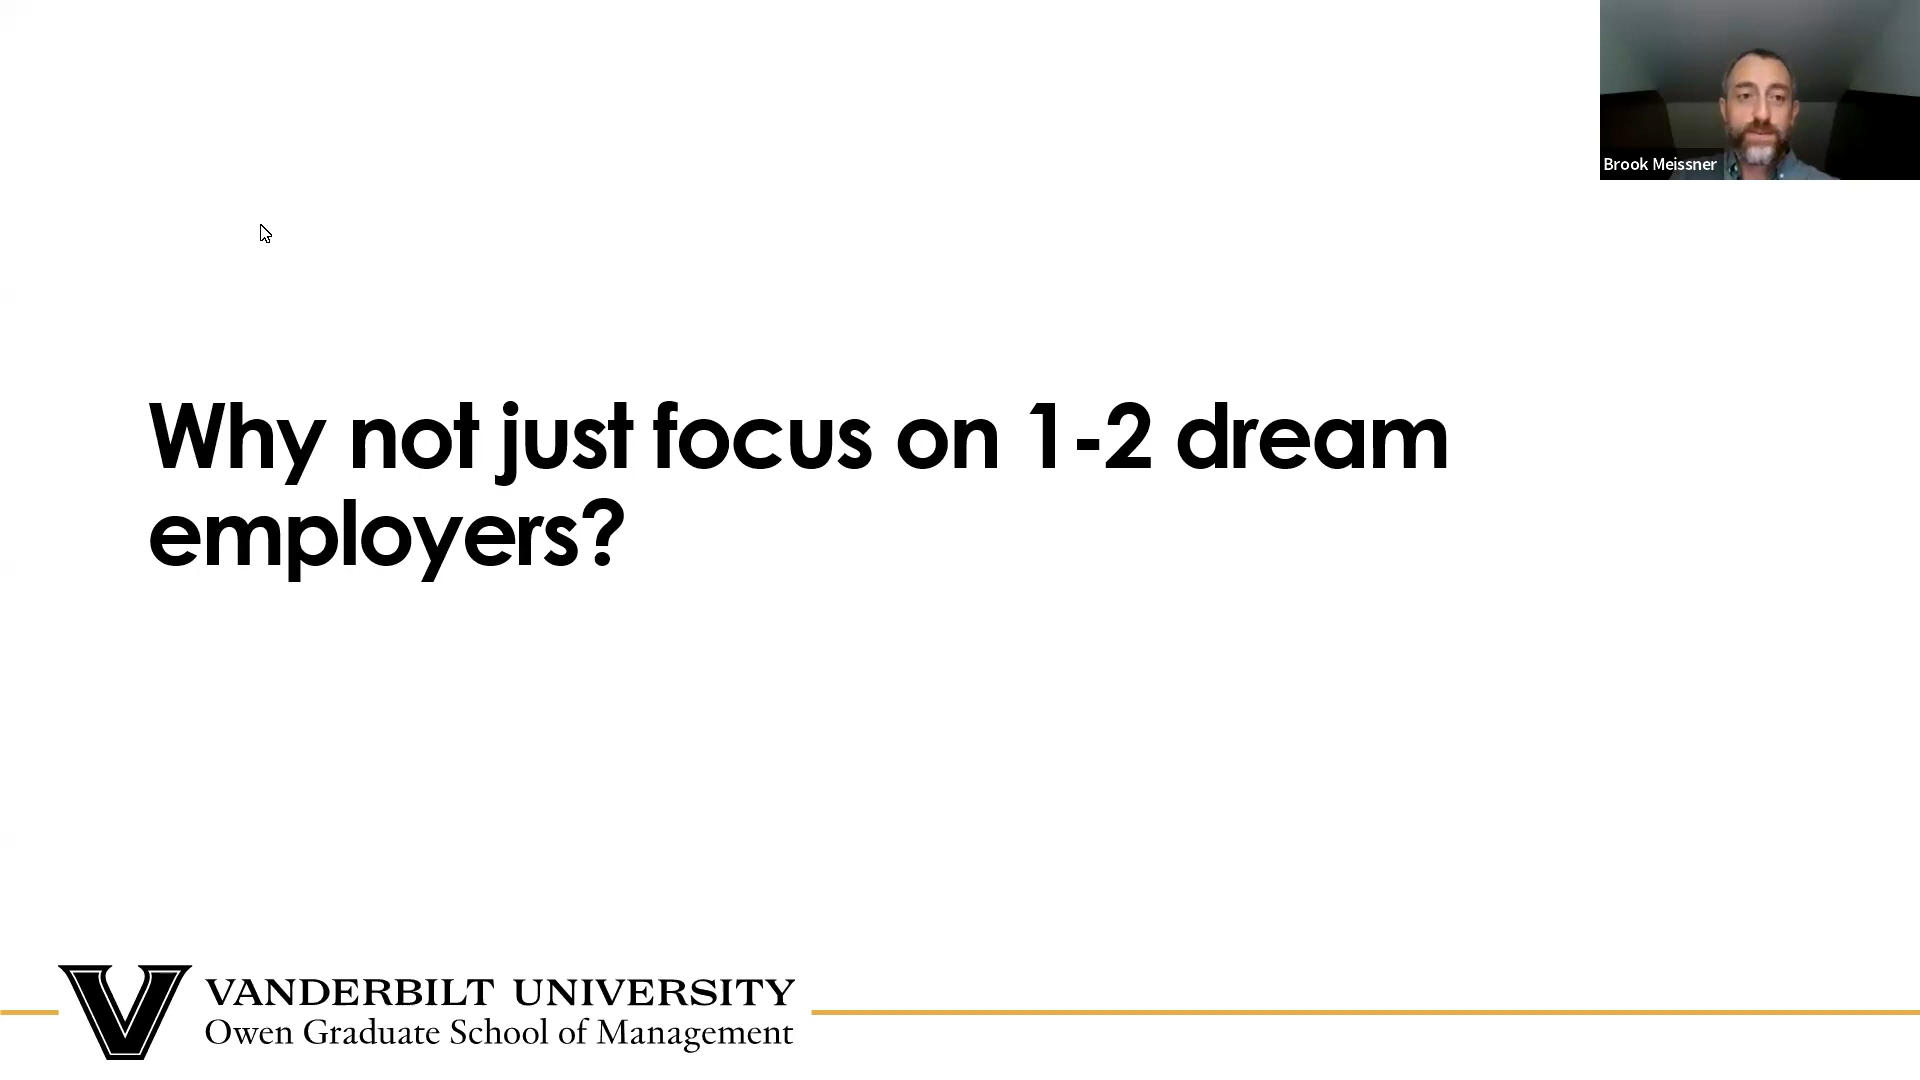 Brook Meissner
Why not just focus on 1-2 dream
employers?
VANDERBILT UNIVERSITY
Owen Graduate School of Management